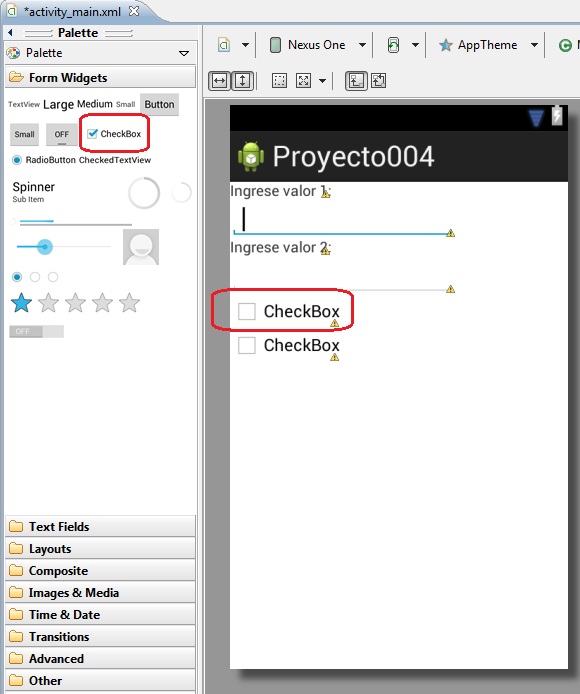 *activity_main.xml
Palette
Palette
Nexus One
AppTheme
Form Widgets
TextView Large Medium Small Button
Small OFF CheckBox
RadioButton CheckedTextView
Spinner
Sub Item
OFF
Text Fields
Layouts
Composite
Images & Media
Time & Date
Transitions
Advanced
Other
Proyecto004
Ingrese valor 1:
Ingrese valor 2:
CheckBox
CheckBox